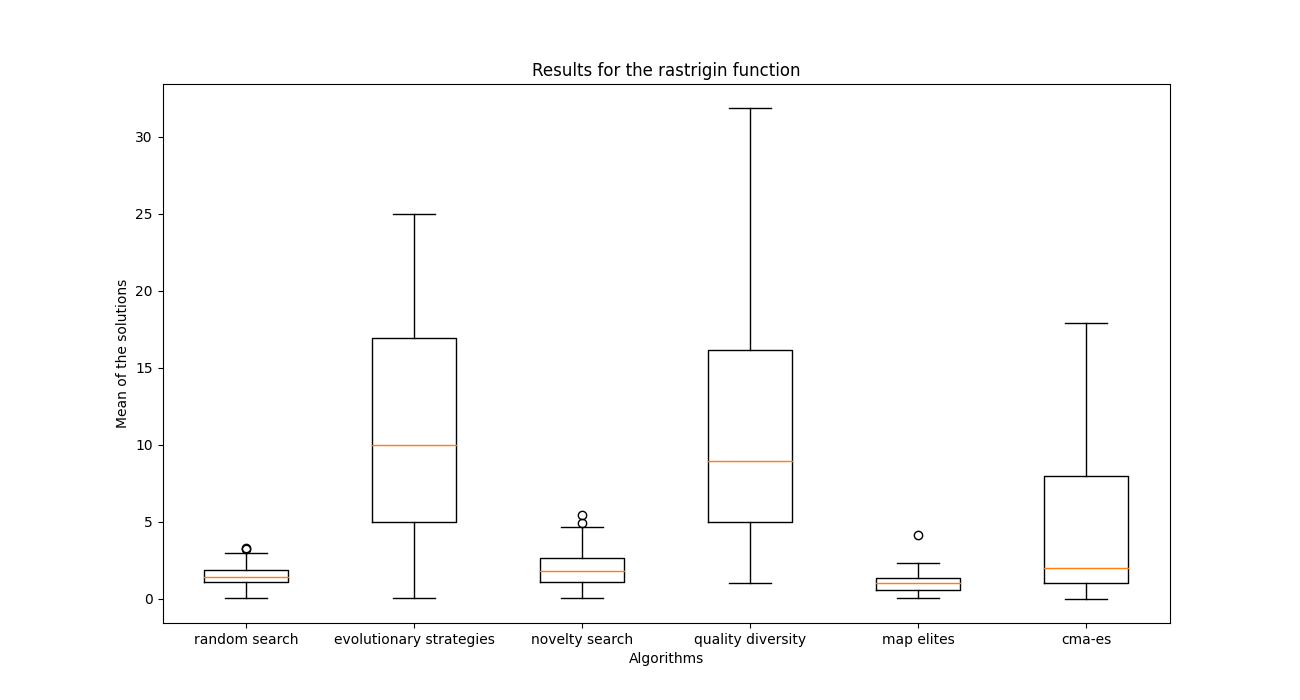 Results for the rastrigin function
30
25
20
15
10
5
0
Mean of the solutions
random search
evolutionary strategies
novelty search
quality diversity
map elites
cma-es
Algorithms